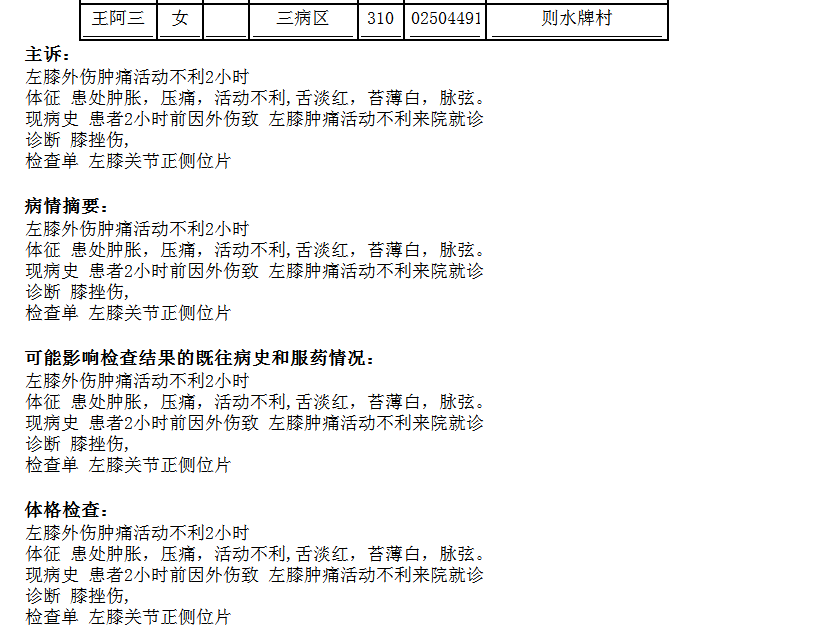 王阿三 女 三病区 310 02504491 则水牌村
主诉：
左膝外伤肿痛活动不利2小时
体征 患处肿胀，压痛，活动不利,舌淡红，苔薄白，脉弦。
现病史 患者2小时前因外伤致 左膝肿痛活动不利来院就诊
诊断 膝挫伤,
检查单 左膝关节正侧位片
病情摘要：
左膝外伤肿痛活动不利2小时
体征 患处肿胀，压痛，活动不利,舌淡红，苔薄白，脉弦。
现病史 患者2小时前因外伤致 左膝肿痛活动不利来院就诊
诊断 膝挫伤,
检查单 左膝关节正侧位片
可能影响检查结果的既往病史和服药情况：
左膝外伤肿痛活动不利2小时
体征 患处肿胀，压痛，活动不利,舌淡红，苔薄白，脉弦。
现病史 患者2小时前因外伤致 左膝肿痛活动不利来院就诊
诊断 膝挫伤,
检查单 左膝关节正侧位片
体格检查：
左膝外伤肿痛活动不利2小时
体征 患处肿胀，压痛，活动不利,舌淡红，苔薄白，脉弦。
现病史 患者2小时前因外伤致 左膝肿痛活动不利来院就诊
诊断 膝挫伤,
检查单 左膝关节正侧位片